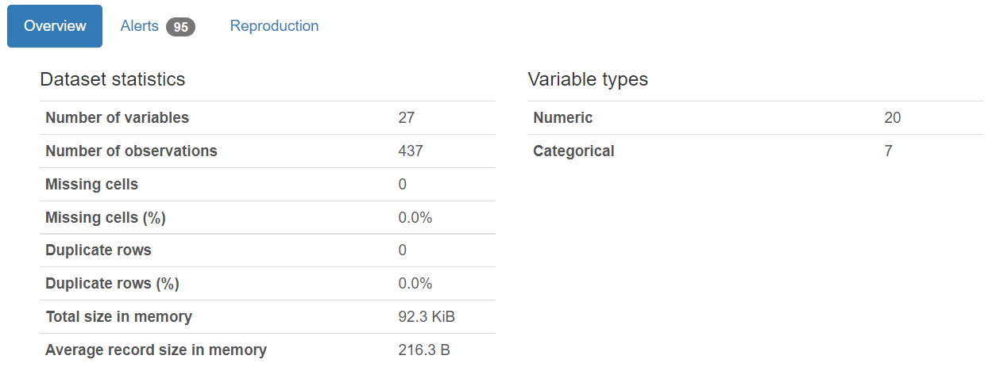 Overview Alerts 95 Reproduction
Dataset statistics
Number of variables 27
Number of observations 437
Missing cells 0
Missing cells (%) 0.0%
Duplicate rows 0
Duplicate rows (%) 0.0%
Total size in memory 92.3 KiB
Average record size in memory 216.3 B
Variable types
Numeric 20
Categorical 7